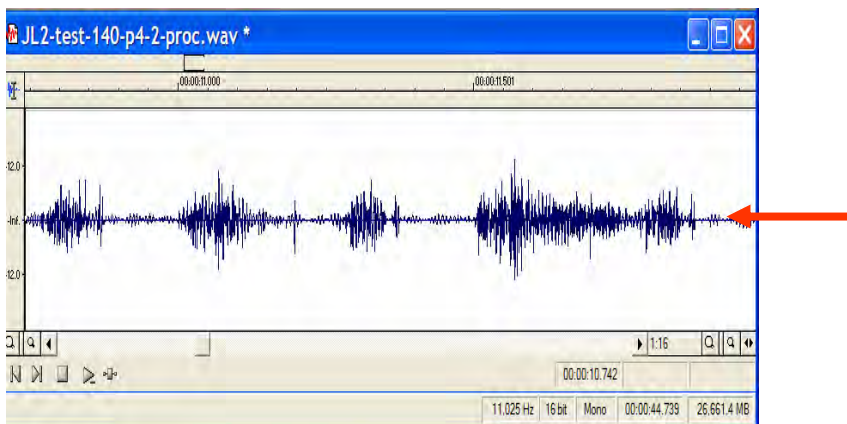 JL2-test-140-p4-2-proc.wav *
00:00:11.000 00:00:11.501
-12.0
-Inf.
-12.0
1:16
00:00:10.742
11,025 Hz 16 bit Mono 00:00:44.739 26,661.4 MB